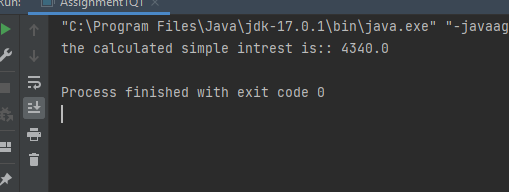 Run: Assignment1Q1 ×
"C:\Program Files\Java\jdk-17.0.1\bin\java.exe" "-javaag
the calculated simple intrest is:: 4340.0
Process finished with exit code 0